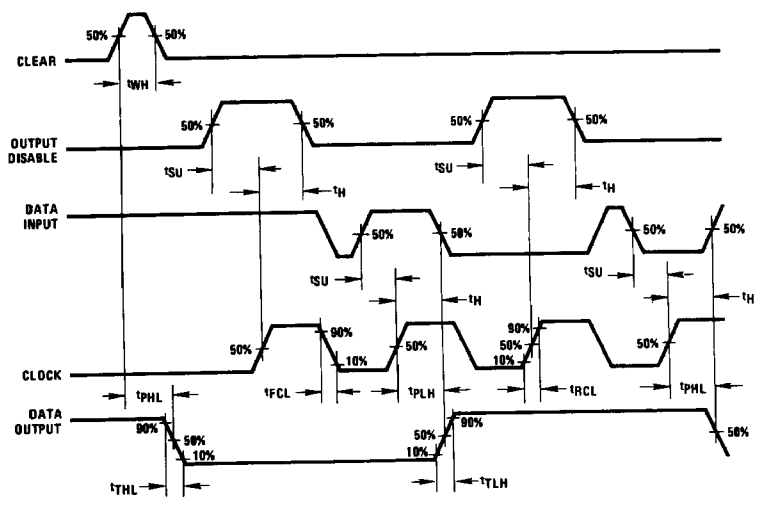 CLEAR
50%
50%
tWH
OUTPUT
DISABLE
50%
50%
50%
50%
tSU
tH
tSU
tH
DATA
INPUT
50%
50%
50%
50%
tSU
tH
tSU
tH
CLOCK
50%
90%
10%
50%
90%
50%
10%
50%
tPHL
tFCL
tPLH
tRCL
tPHL
DATA
OUTPUT
90%
50%
10%
90%
50%
10%
50%
tTHL
tTLH